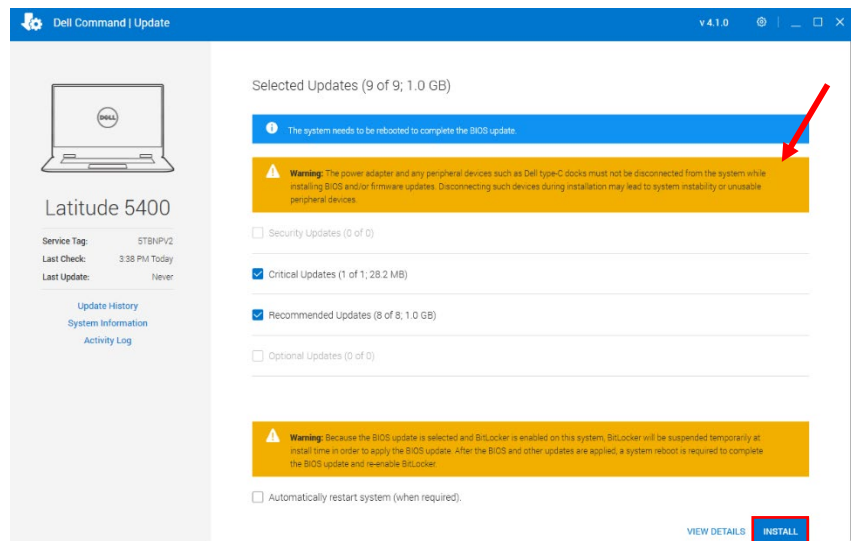 Dell Command | Update
v 4.1.0
DELL
Latitude 5400
Service Tag: 5TBNPV2
Last Check: 3:38 PM Today
Last Update: Never
Update History
System Information
Activity Log
Selected Updates (9 of 9; 1.0 GB)
The system needs to be rebooted to complete the BIOS update.
Warning: The power adapter and any peripheral devices such as Dell type-C docks must not be disconnected from the system while
installing BIOS and/or firmware updates. Disconnecting such devices during installation may lead to system instability or unusable
peripheral devices.
Security Updates (0 of 0)
Critical Updates (1 of 1; 28.2 MB)
Recommended Updates (8 of 8; 1.0 GB)
Optional Updates (0 of 0)
Warning: Because the BIOS update is selected and BitLocker is enabled on this system, BitLocker will be suspended temporarily at
install time in order to apply the BIOS update. After the BIOS and other updates are applied, a system reboot is required to complete
the BIOS update and re-enable BitLocker.
Automatically restart system (when required).
VIEW DETAILS
INSTALL